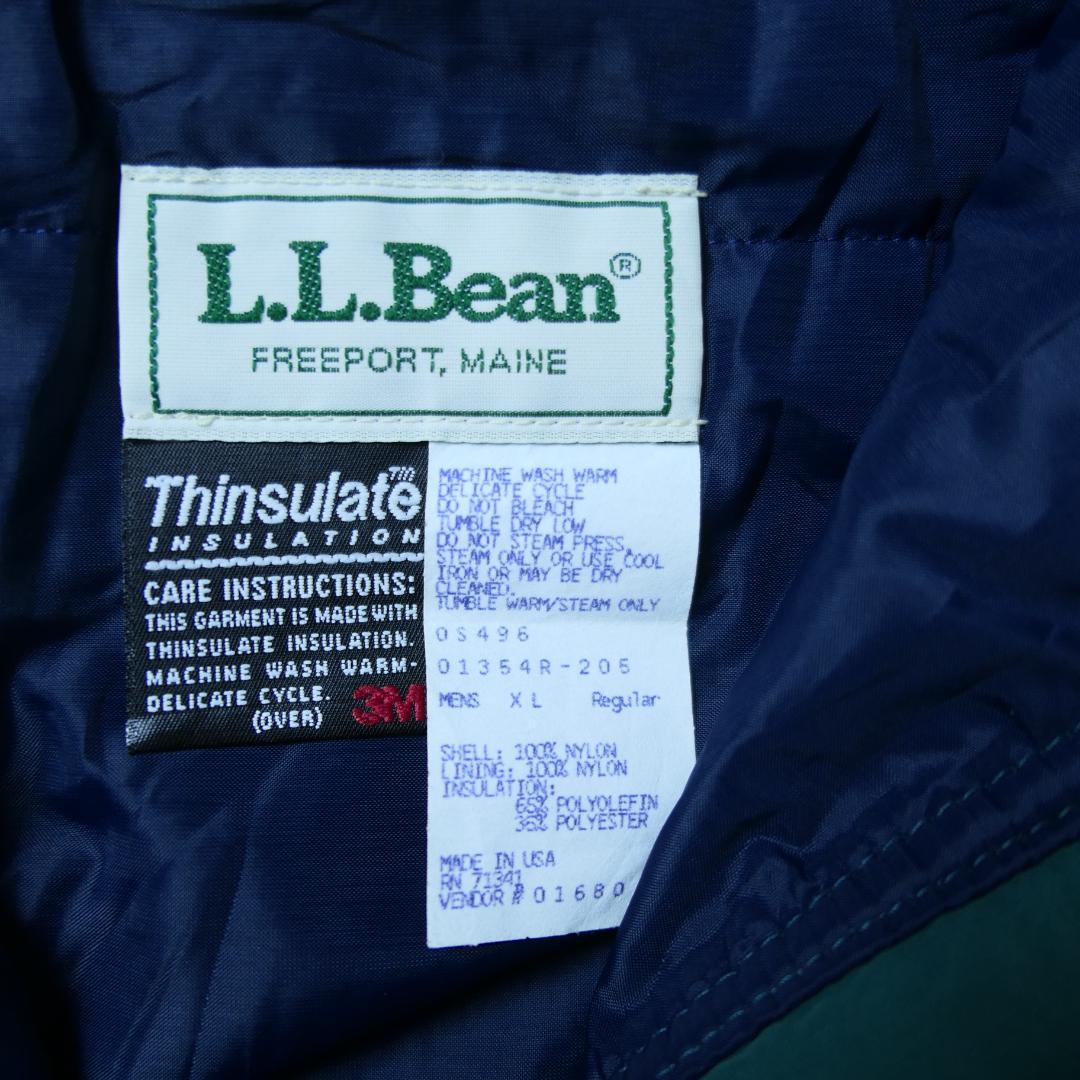 L.L.Bean®
FREEPORT, MAINE
Thinsulate™
INSULATION
CARE INSTRUCTIONS:
THIS GARMENT IS MADE WITH
THINSULATE INSULATION.
MACHINE WASH WARM-
DELICATE CYCLE.
(OVER) 3M
MACHINE WASH WARM
DELICATE CYCLE
DO NOT BLEACH
TUMBLE DRY LOW
DO NOT STEAM PRESS,
STEAM ONLY OR USE COOL
IRON OR MAY BE DRY
CLEANED.
TUMBLE WARM/STEAM ONLY
0S496
01354R-205
MENS XL Regular
SHELL: 100% NYLON
LINING: 100% NYLON
INSULATION:
65% POLYOLEFIN
35% POLYESTER
MADE IN USA
RN 71341
VENDOR # 01680